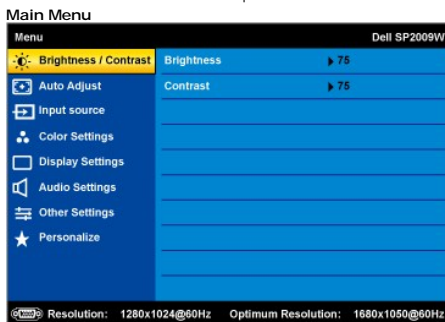 Main Menu
Menu Dell SP2009W
Brightness / Contrast Brightness 75
Auto Adjust Contrast 75
Input source
Color Settings
Display Settings
Audio Settings
Other Settings
Personalize
Resolution: 1280x1024@60Hz Optimum Resolution: 1680x1050@60Hz